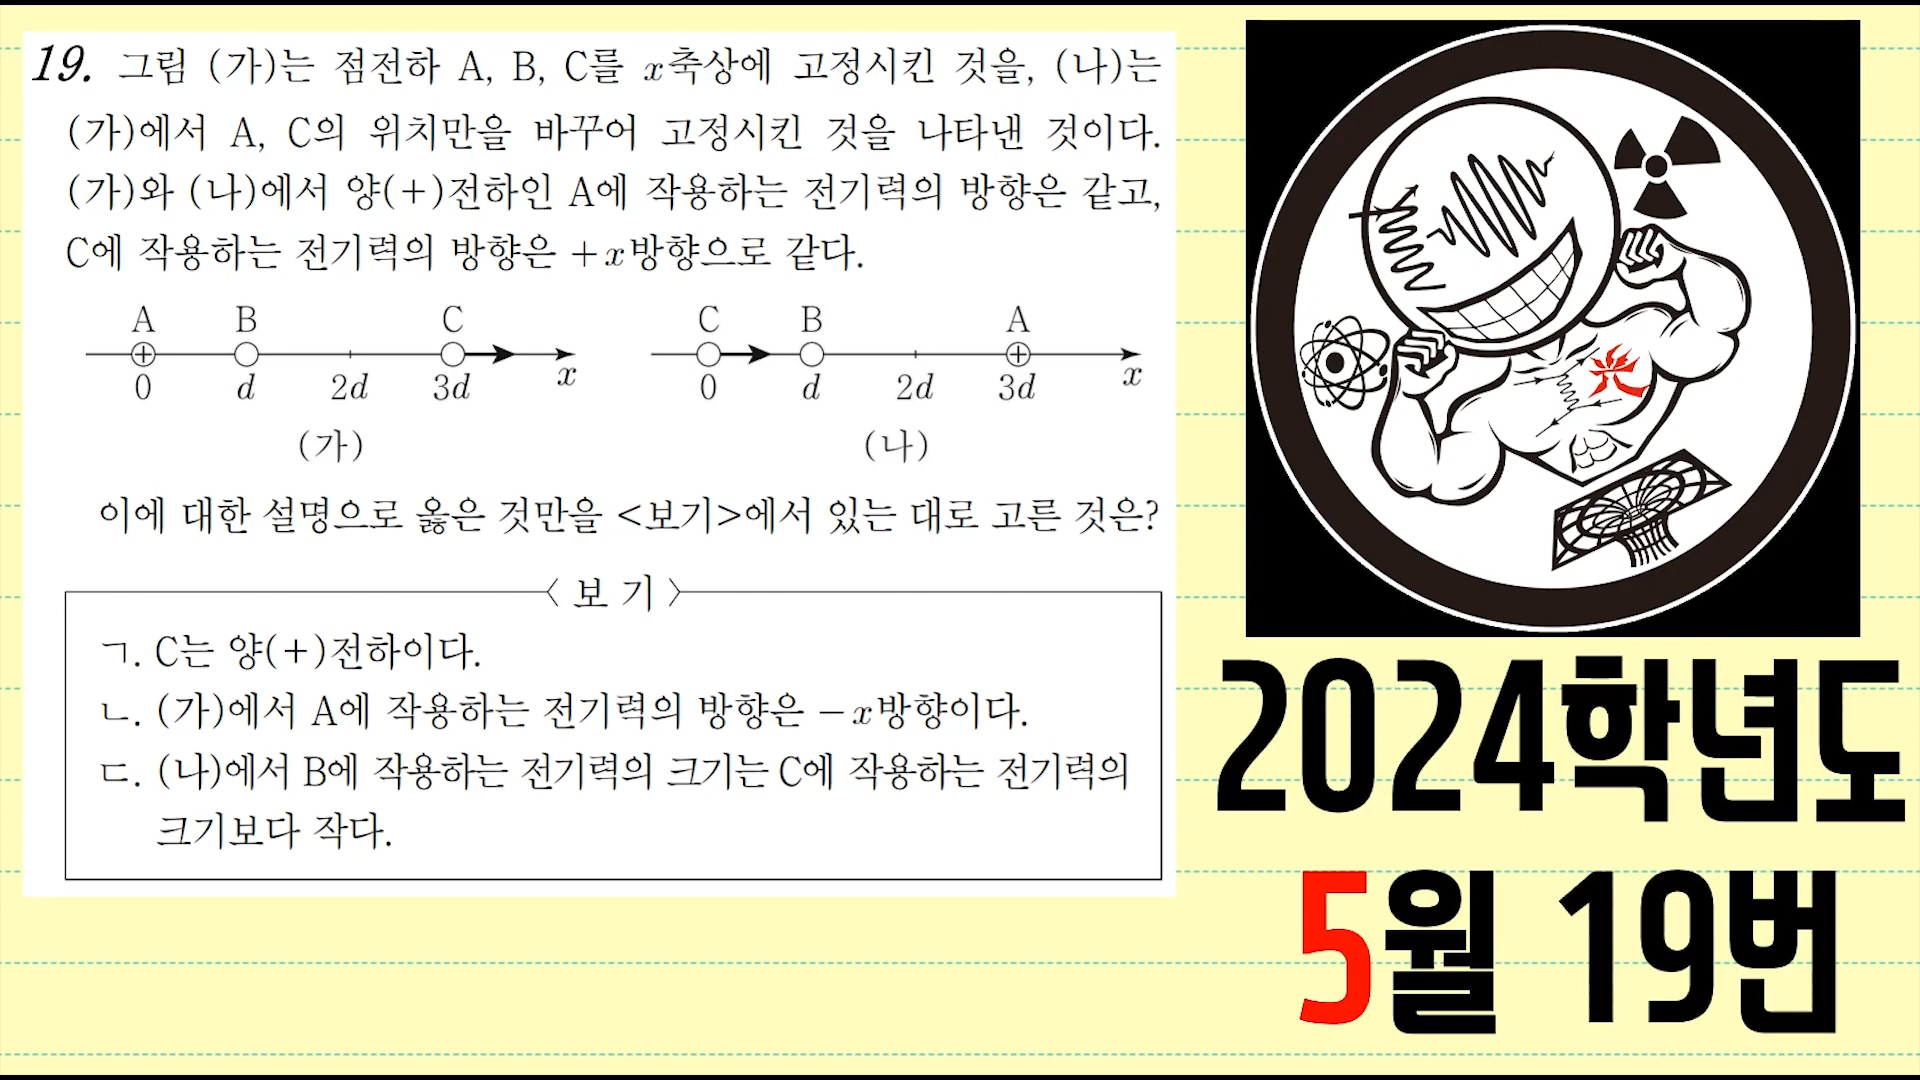 19. 그림 (가)는 점전하 A, B, C를 x축상에 고정시킨 것을, (나)는
(가)에서 A, C의 위치만을 바꾸어 고정시킨 것을 나타낸 것이다.
(가)와 (나)에서 양(+)전하인 A에 작용하는 전기력의 방향은 같고,
C에 작용하는 전기력의 방향은 +x방향으로 같다.
A B C
0 d 2d 3d x
(가)
C B A
0 d 2d 3d x
(나)
이에 대한 설명으로 옳은 것만을 <보기>에서 있는 대로 고른 것은?
〈 보 기 〉
ㄱ. C는 양(+)전하이다.
ㄴ. (가)에서 A에 작용하는 전기력의 방향은 -x방향이다.
ㄷ. (나)에서 B에 작용하는 전기력의 크기는 C에 작용하는 전기력의
크기보다 작다.
光
2024학년도
5월 19번